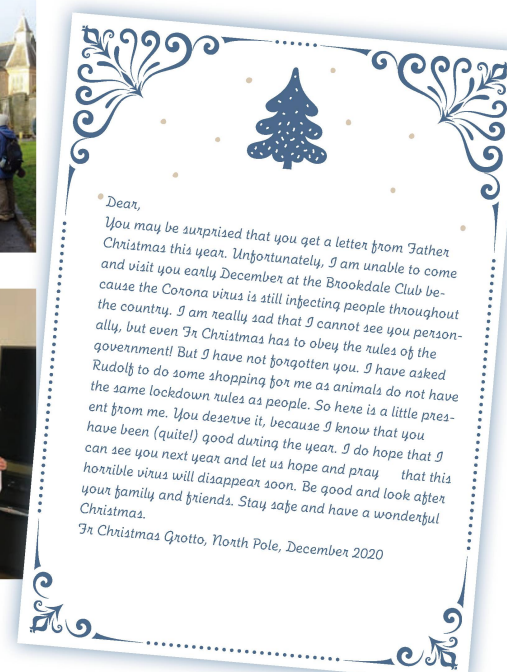 Dear,
You may be surprised that you get a letter from Father
Christmas this year. Unfortunately, I am unable to come
and visit you early December at the Brookdale Club be-
cause the Corona virus is still infecting people throughout
the country. I am really sad that I cannot see you person-
ally, but even Fr Christmas has to obey the rules of the
government! But I have not forgotten you. I have asked
Rudolf to do some shopping for me as animals do not have
the same lockdown rules as people. So here is a little pres-
ent from me. You deserve it, because I know that you
have been (quite!) good during the year. I do hope that I
can see you next year and let us hope and pray that this
horrible virus will disappear soon. Be good and look after
your family and friends. Stay safe and have a wonderful
Christmas.
Fr Christmas Grotto, North Pole, December 2020